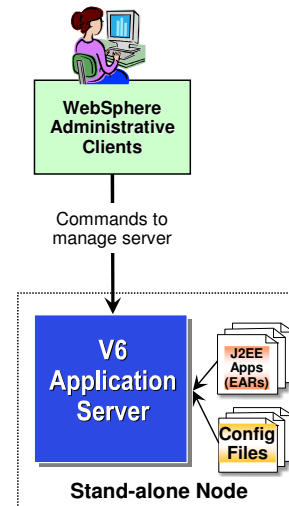 WebSphere
Administrative
Clients
Commands to
manage server
V6
Application
Server
J2EE
Apps
(EARs)
Config
Files
Stand-alone Node